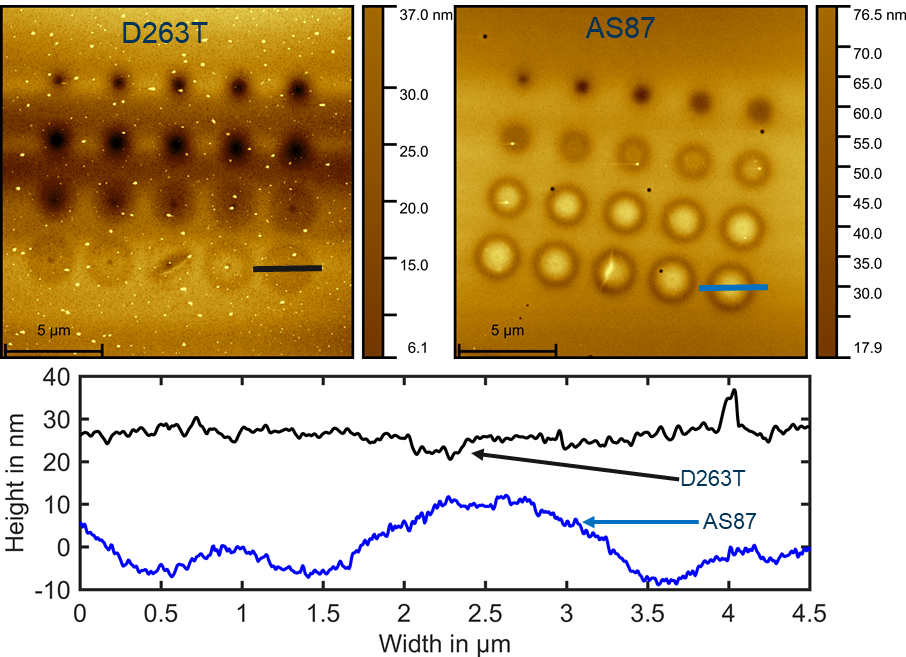 D263T
37.0 nm
30.0
25.0
20.0
15.0
6.1
5 µm
AS87
76.5 nm
70.0
65.0
60.0
55.0
50.0
45.0
40.0
35.0
30.0
17.9
5 µm
40
30
20
10
0
-10
Height in nm
D263T
AS87
0 0.5 1 1.5 2 2.5 3 3.5 4 4.5
Width in µm